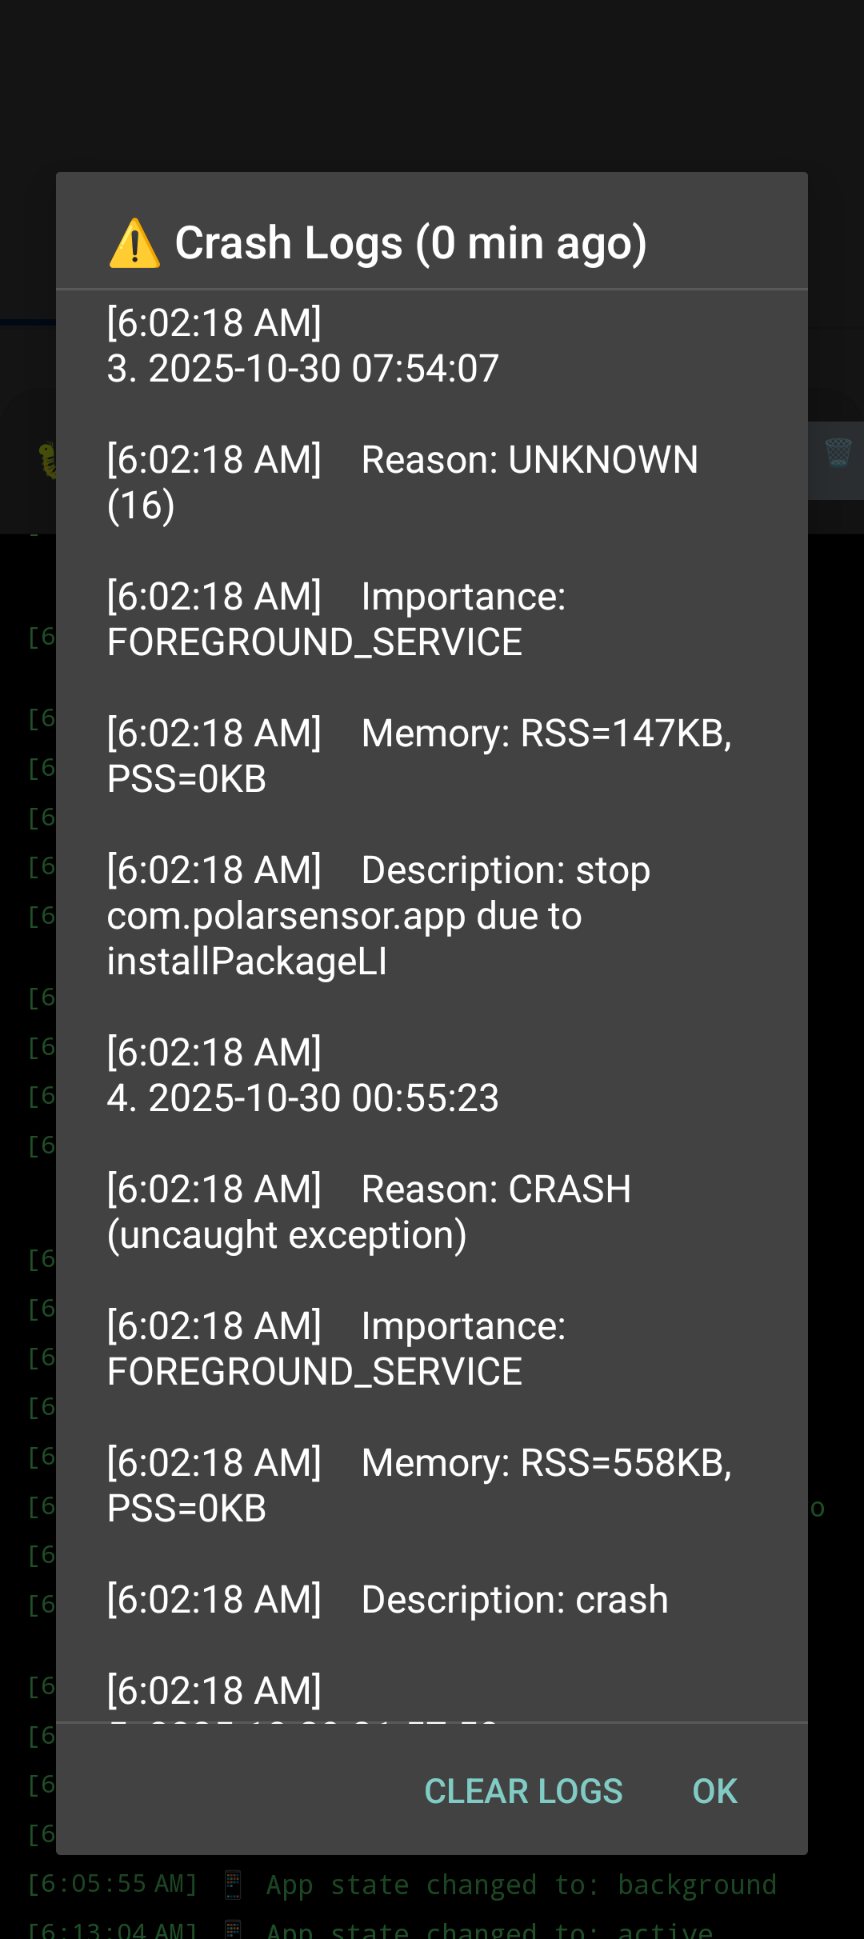 ⚠️ Crash Logs (0 min ago)
[6:02:18 AM]
3. 2025-10-30 07:54:07
[6:02:18 AM] Reason: UNKNOWN
(16)
[6:02:18 AM] Importance:
FOREGROUND_SERVICE
[6:02:18 AM] Memory: RSS=147KB,
PSS=0KB
[6:02:18 AM] Description: stop
com.polarsensor.app due to
installPackageLI
[6:02:18 AM]
4. 2025-10-30 00:55:23
[6:02:18 AM] Reason: CRASH
(uncaught exception)
[6:02:18 AM] Importance:
FOREGROUND_SERVICE
[6:02:18 AM] Memory: RSS=558KB,
PSS=0KB
[6:02:18 AM] Description: crash
[6:02:18 AM]
CLEAR LOGS OK
[6:05:55 AM] 📱 App state changed to: background
[6:13:04 AM] 📱 App state changed to: active